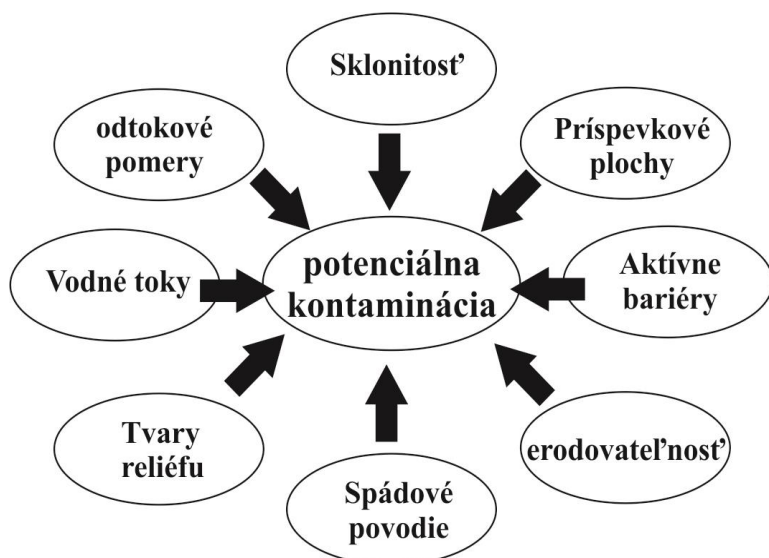 Sklonitosť
odtokové
pomery
Príspevkové
plochy
Vodné toky
potenciálna
kontaminácia
Aktívne
bariéry
Tvary
reliéfu
erodovateľnosť
Spádové
povodie